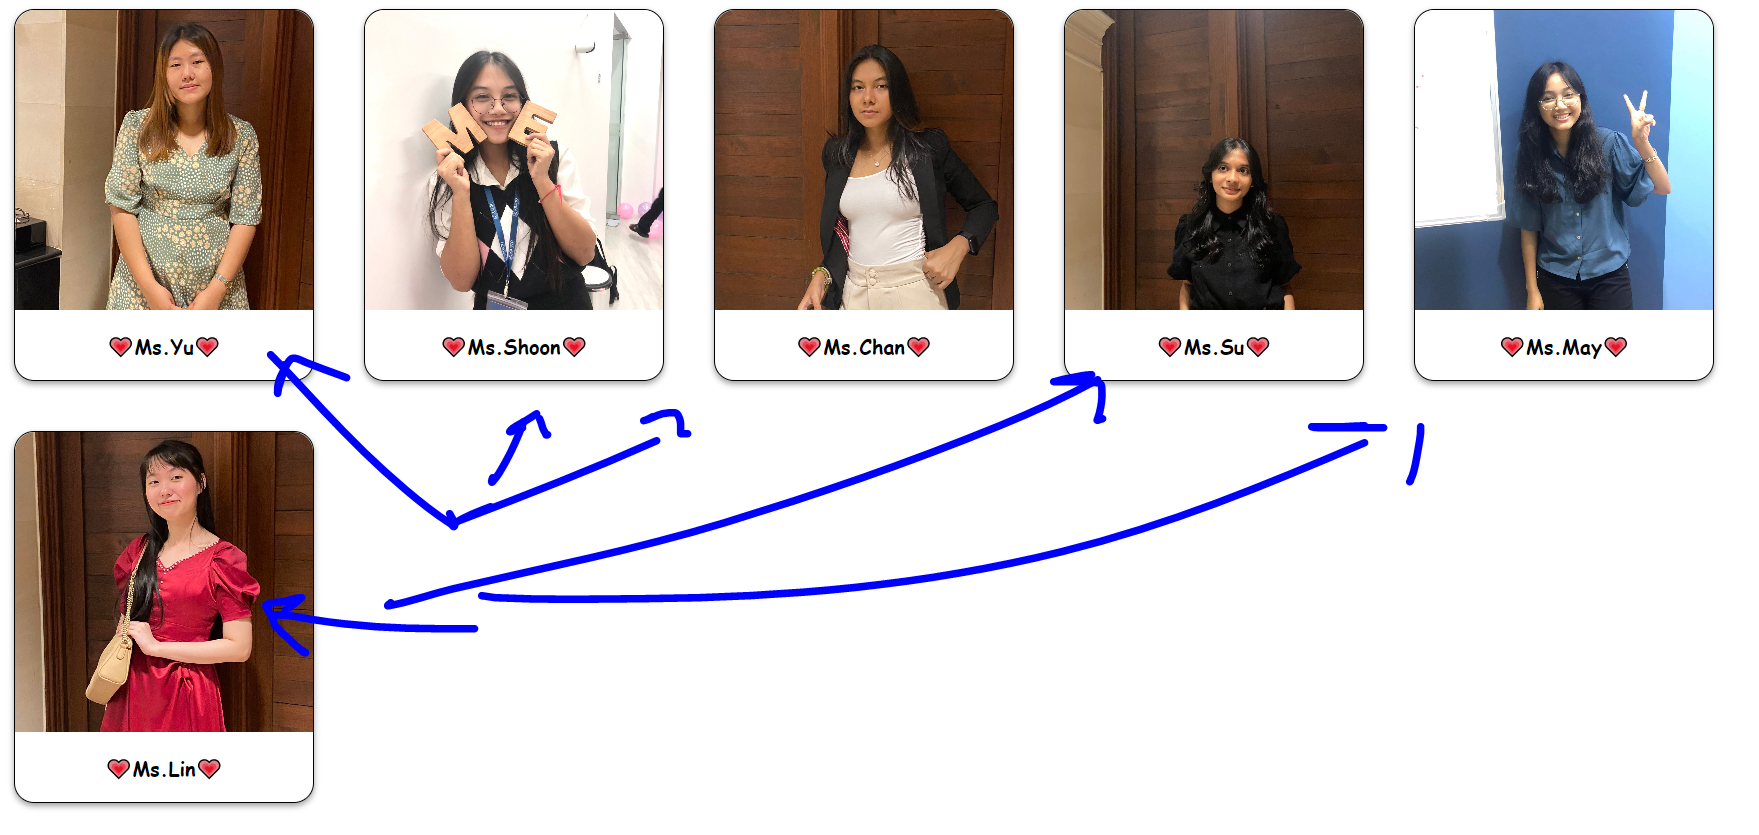 ❤Ms.Yu❤
❤Ms.Shoon❤
❤Ms.Chan❤
❤Ms.Su❤
❤Ms.May❤
W E
❤Ms.Lin❤